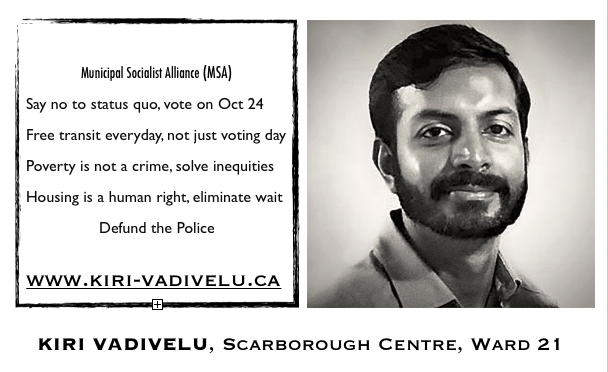 Municipal Socialist Alliance (MSA)
Say no to status quo, vote on Oct 24
Free transit everyday, not just voting day
Poverty is not a crime, solve inequities
Housing is a human right, eliminate wait
Defund the Police
WWW.KIRI-VADIVELU.CA
KIRI VADIVELU, SCARBOROUGH CENTRE, WARD 21